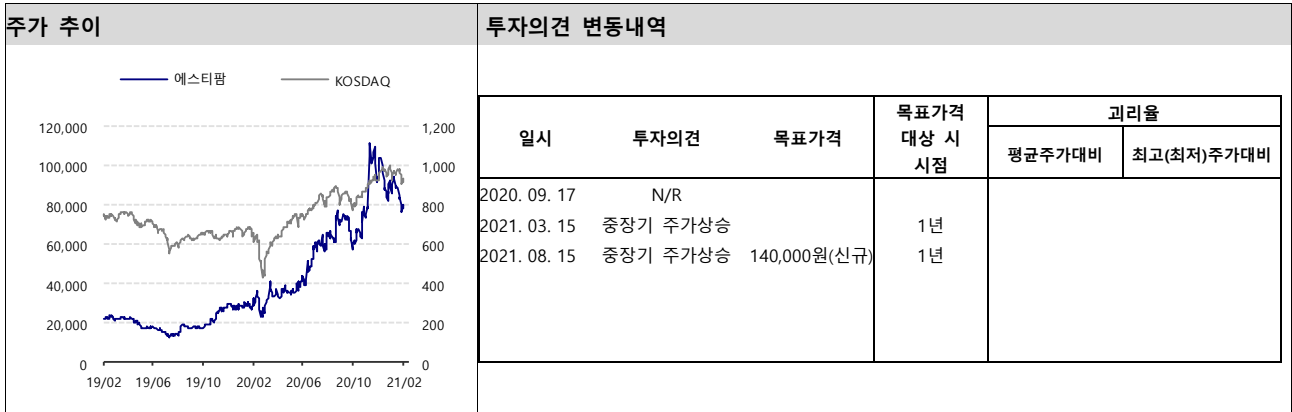 주가 추이
투자의견 변동내역
에스티팜
KOSDAQ
120,000
100,000
80,000
60,000
40,000
20,000
0
1,200
1,000
800
600
400
200
0
19/02 19/06 19/10 20/02 20/06 20/10 21/02
일시
투자의견
목표가격
목표가격
대상 시
시점
괴리율
평균주가대비
최고(최저)주가대비
2020. 09. 17 N/R
2021. 03. 15 중장기 주가상승 1년
2021. 08. 15 중장기 주가상승 140,000원(신규) 1년